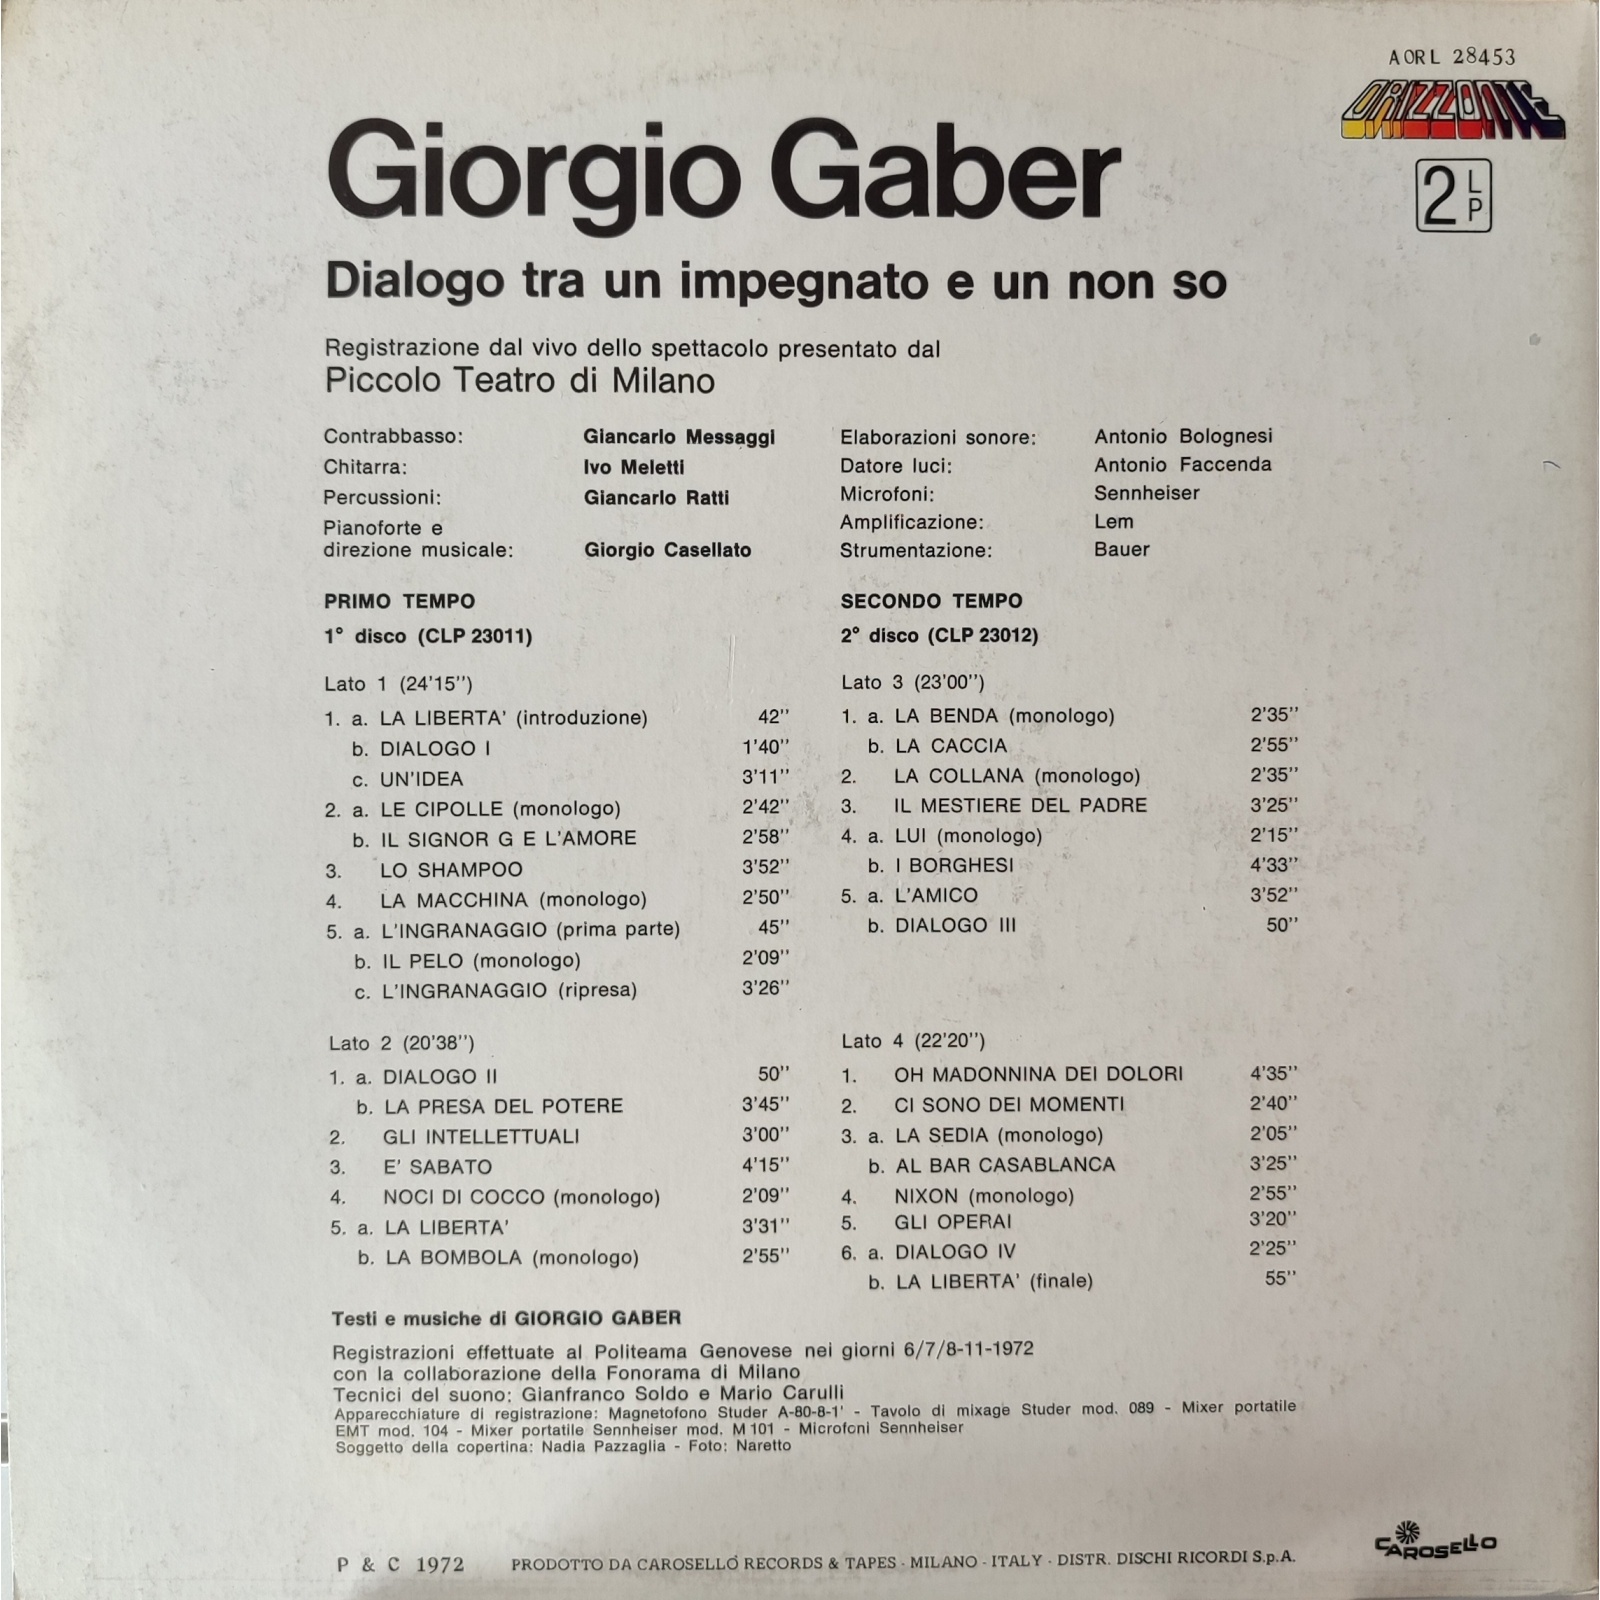 AORL 28453
ORIZZONTE
2 LP
Giorgio Gaber
Dialogo tra un impegnato e un non so
Registrazione dal vivo dello spettacolo presentato dal
Piccolo Teatro di Milano
Contrabbasso: Giancarlo Messaggi
Chitarra: Ivo Meletti
Percussioni: Giancarlo Ratti
Pianoforte e
direzione musicale: Giorgio Casellato
Elaborazioni sonore: Antonio Bolognesi
Datore luci: Antonio Faccenda
Microfoni: Sennheiser
Amplificazione: Lem
Strumentazione: Bauer
PRIMO TEMPO
1° disco (CLP 23011)
Lato 1 (24'15'')
1. a. LA LIBERTA' (introduzione) 42''
b. DIALOGO I 1'40''
c. UN'IDEA 3'11''
2. a. LE CIPOLLE (monologo) 2'42''
b. IL SIGNOR G E L'AMORE 2'58''
3. LO SHAMPOO 3'52''
4. LA MACCHINA (monologo) 2'50''
5. a. L'INGRANAGGIO (prima parte) 45''
b. IL PELO (monologo) 2'09''
c. L'INGRANAGGIO (ripresa) 3'26''
Lato 2 (20'38'')
1. a. DIALOGO II 50''
b. LA PRESA DEL POTERE 3'45''
2. GLI INTELLETTUALI 3'00''
3. E' SABATO 4'15''
4. NOCI DI COCCO (monologo) 2'09''
5. a. LA LIBERTA' 3'31''
b. LA BOMBOLA (monologo) 2'55''
SECONDO TEMPO
2° disco (CLP 23012)
Lato 3 (23'00'')
1. a. LA BENDA (monologo) 2'35''
b. LA CACCIA 2'55''
2. LA COLLANA (monologo) 2'35''
3. IL MESTIERE DEL PADRE 3'25''
4. a. LUI (monologo) 2'15''
b. I BORGHESI 4'33''
5. a. L'AMICO 3'52''
b. DIALOGO III 50''
Lato 4 (22'20'')
1. OH MADONNINA DEI DOLORI 4'35''
2. CI SONO DEI MOMENTI 2'40''
3. a. LA SEDIA (monologo) 2'05''
b. AL BAR CASABLANCA 3'25''
4. NIXON (monologo) 2'55''
5. GLI OPERAI 3'20''
6. a. DIALOGO IV 2'25''
b. LA LIBERTA' (finale) 55''
Testi e musiche di GIORGIO GABER
Registrazioni effettuate al Politeama Genovese nei giorni 6/7/8-11-1972
con la collaborazione della Fonorama di Milano
Tecnici del suono: Gianfranco Soldo e Mario Carulli
Apparecchiature di registrazione: Magnetofono Studer A-80-8-1' - Tavolo di mixage Studer mod. 089 - Mixer portatile
EMT mod. 104 - Mixer portatile Sennheiser mod. M 101 - Microfoni Sennheiser
Soggetto della copertina: Nadia Pazzaglia - Foto: Naretto
P & C 1972 PRODOTTO DA CAROSELLO RECORDS & TAPES · MILANO · ITALY · DISTR. DISCHI RICORDI S.p.A.
CAROSELLO